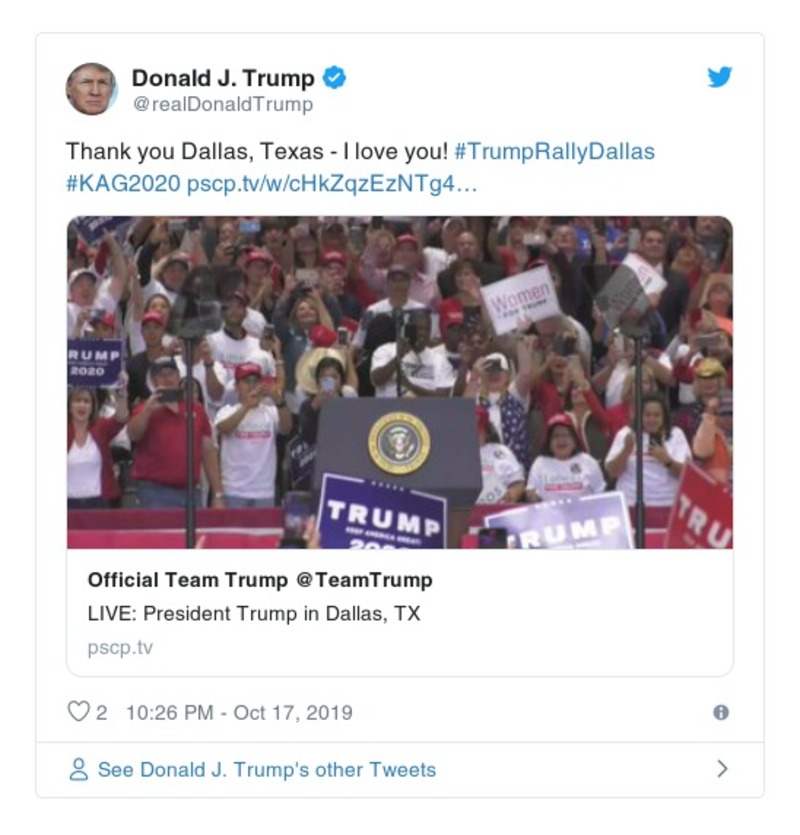 Donald J. Trump
@realDonaldTrump
Thank you Dallas, Texas - I love you! #TrumpRallyDallas
#KAG2020 pscp.tv/w/cHkZqzEzNTg4…
Women
FOR TRUMP
RUMP
2020
TRUMP
KEEP AMERICA GREAT!
2020
TRUMP
TRU
Official Team Trump @TeamTrump
LIVE: President Trump in Dallas, TX
pscp.tv
2 10:26 PM - Oct 17, 2019
See Donald J. Trump's other Tweets